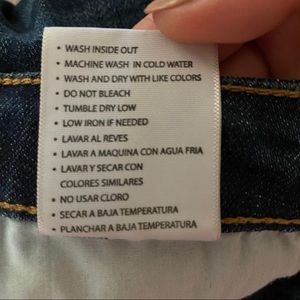 • WASH INSIDE OUT
• MACHINE WASH IN COLD WATER
• WASH AND DRY WITH LIKE COLORS
• DO NOT BLEACH
• TUMBLE DRY LOW
• LOW IRON IF NEEDED
• LAVAR AL REVES
• LAVAR A MAQUINA CON AGUA FRIA
• LAVAR Y SECAR CON
COLORES SIMILARES
• NO USAR CLORO
• SECAR A BAJA TEMPERATURA
• PLANCHAR A BAJA TEMPERATURA